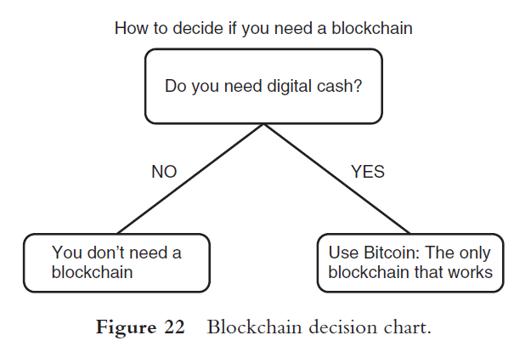 How to decide if you need a blockchain
Do you need digital cash?
NO
YES
You don’t need a
blockchain
Use Bitcoin: The only
blockchain that works
Figure 22 Blockchain decision chart.